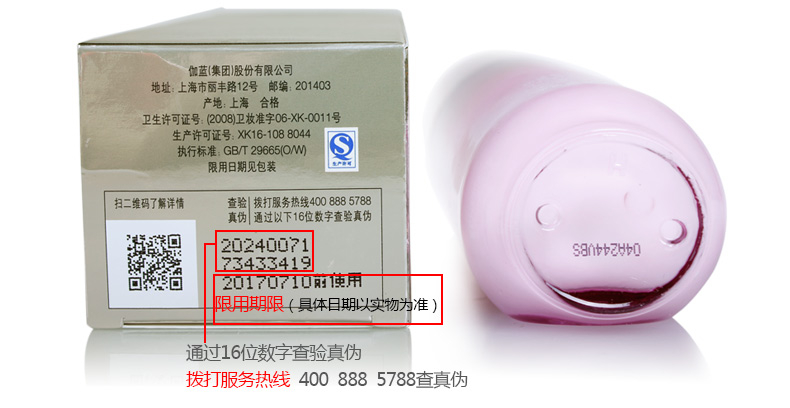 伽蓝(集团)股份有限公司
地址: 上海市丽丰路12号 邮编: 201403
产地: 上海 合格
卫生许可证号: (2008)卫妆准字06-XK-0011号
生产许可证号: XK16-108 8044
执行标准: GB/T 29665(O/W)
限用日期见包装
生产许可
扫二维码了解详情
查验 拨打服务热线400 888 5788
真伪 通过以下16位数字查验真伪
20240071
73433419
20170710前使用
限用期限(具体日期以实物为准)
通过16位数字查验真伪
拨打服务热线 400 888 5788查真伪
04A244VBS